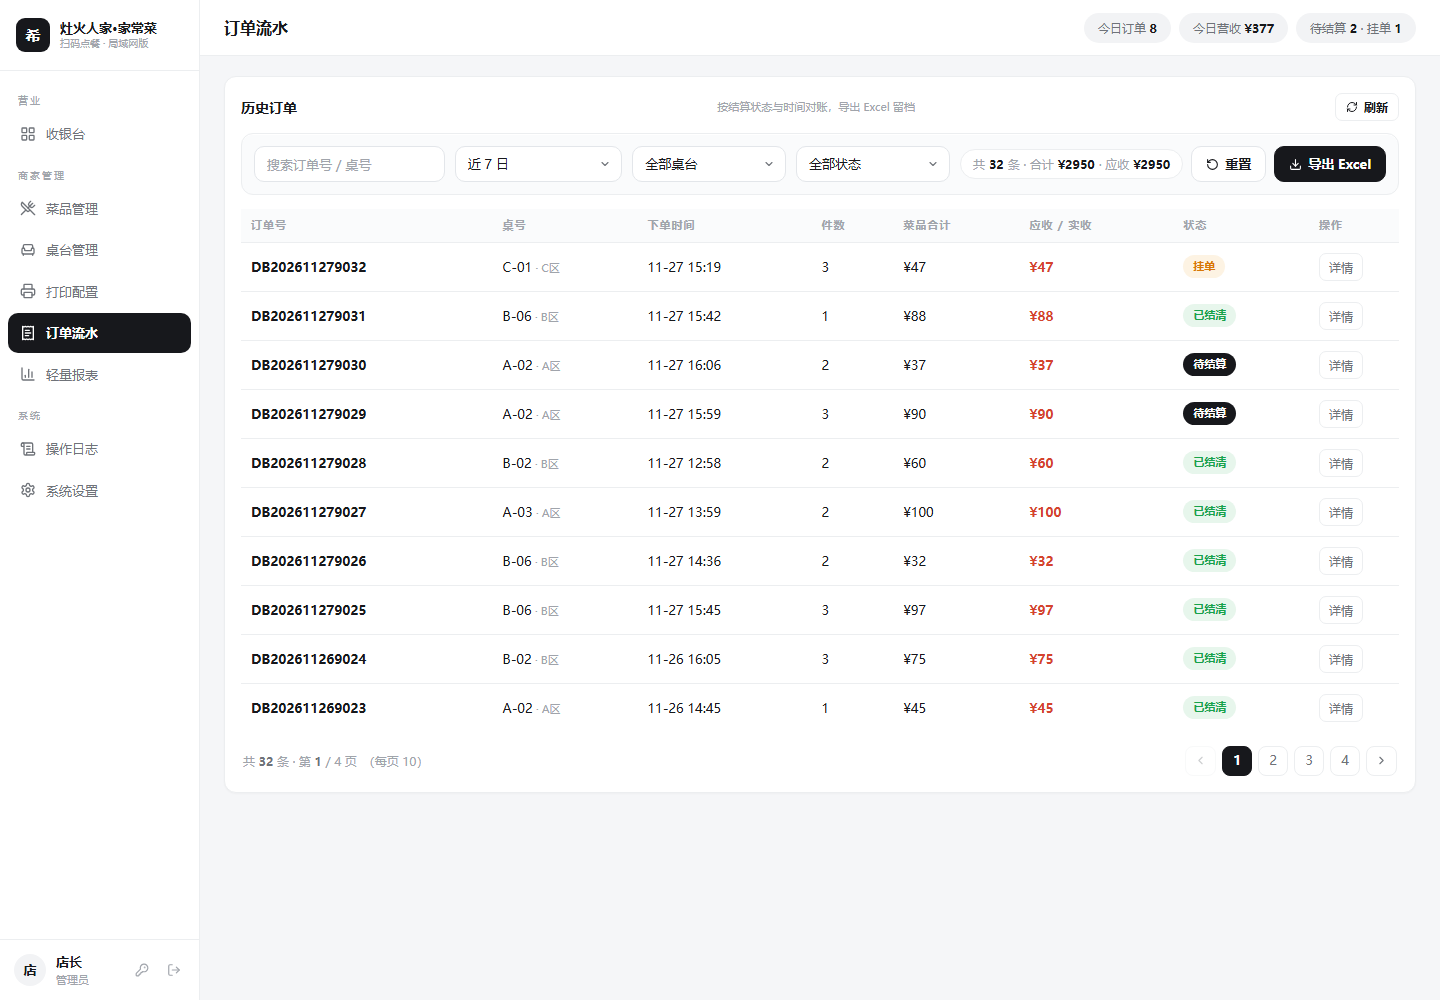 希
灶火人家•家常菜
扫码点餐 · 局域网版
营业
收银台
商家管理
菜品管理
桌台管理
打印配置
订单流水
轻量报表
系统
操作日志
系统设置
店
店长
管理员
订单流水
今日订单 8
今日营收 ¥377
待结算 2 · 挂单 1
历史订单
按结算状态与时间对账，导出 Excel 留档
刷新
搜索订单号 / 桌号
近 7 日
全部桌台
全部状态
共 32 条 · 合计 ¥2950 · 应收 ¥2950
重置
导出 Excel
订单号 桌号 下单时间 件数 菜品合计 应收 / 实收 状态 操作
DB202611279032 C-01 · C区 11-27 15:19 3 ¥47 ¥47 挂单 详情
DB202611279031 B-06 · B区 11-27 15:42 1 ¥88 ¥88 已结清 详情
DB202611279030 A-02 · A区 11-27 16:06 2 ¥37 ¥37 待结算 详情
DB202611279029 A-02 · A区 11-27 15:59 3 ¥90 ¥90 待结算 详情
DB202611279028 B-02 · B区 11-27 12:58 2 ¥60 ¥60 已结清 详情
DB202611279027 A-03 · A区 11-27 13:59 2 ¥100 ¥100 已结清 详情
DB202611279026 B-06 · B区 11-27 14:36 2 ¥32 ¥32 已结清 详情
DB202611279025 B-06 · B区 11-27 15:45 3 ¥97 ¥97 已结清 详情
DB202611269024 B-02 · B区 11-26 16:05 3 ¥75 ¥75 已结清 详情
DB202611269023 A-02 · A区 11-26 14:45 1 ¥45 ¥45 已结清 详情
共 32 条 · 第 1 / 4 页 （每页 10）
1 2 3 4